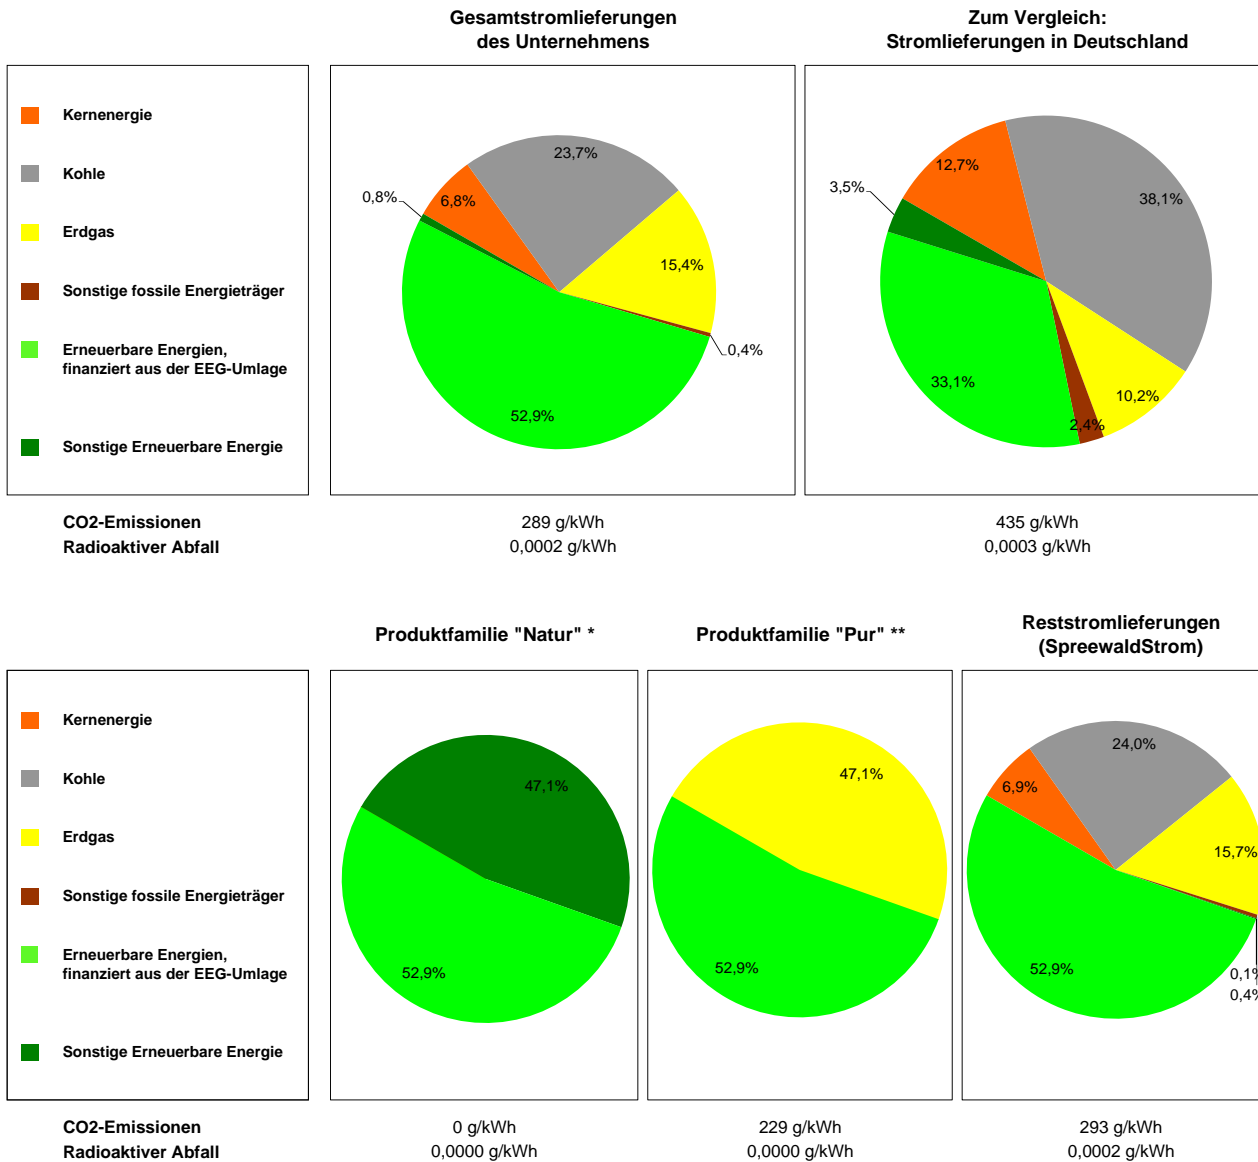 Gesamtstromlieferungen
des Unternehmens
Zum Vergleich:
Stromlieferungen in Deutschland
Kernenergie
Kohle
Erdgas
Sonstige fossile Energieträger
Erneuerbare Energien,
finanziert aus der EEG-Umlage
Sonstige Erneuerbare Energie
23,7%
6,8%
0,8%
15,4%
0,4%
52,9%
12,7%
3,5%
38,1%
33,1%
10,2%
2,4%
CO2-Emissionen
289 g/kWh
435 g/kWh
Radioaktiver Abfall
0,0002 g/kWh
0,0003 g/kWh
Produktfamilie "Natur" *
Produktfamilie "Pur" **
Reststromlieferungen
(SpreewaldStrom)
Kernenergie
Kohle
Erdgas
Sonstige fossile Energieträger
Erneuerbare Energien,
finanziert aus der EEG-Umlage
Sonstige Erneuerbare Energie
47,1%
52,9%
47,1%
52,9%
24,0%
6,9%
15,7%
52,9%
0,1%
0,4%
CO2-Emissionen
0 g/kWh
229 g/kWh
293 g/kWh
Radioaktiver Abfall
0,0000 g/kWh
0,0000 g/kWh
0,0002 g/kWh